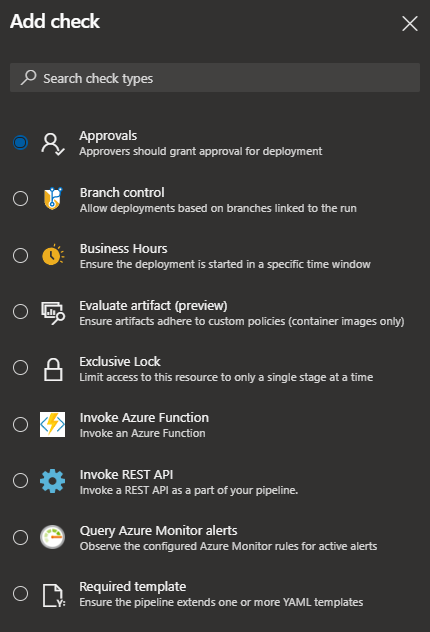 Add check
Search check types
Approvals
Approvers should grant approval for deployment
Branch control
Allow deployments based on branches linked to the run
Business Hours
Ensure the deployment is started in a specific time window
Evaluate artifact (preview)
Ensure artifacts adhere to custom policies (container images only)
Exclusive Lock
Limit access to this resource to only a single stage at a time
Invoke Azure Function
Invoke an Azure Function
Invoke REST API
Invoke a REST API as a part of your pipeline.
Query Azure Monitor alerts
Observe the configured Azure Monitor rules for active alerts
Y:
Required template
Ensure the pipeline extends one or more YAML templates